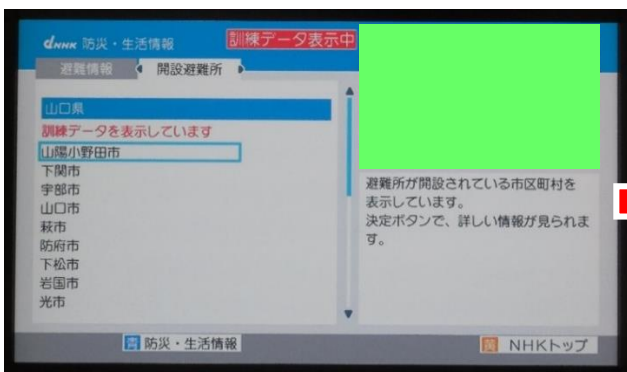 dNHK 防災・生活情報
訓練データ表示中
避難情報
開設避難所
山口県
訓練データを表示しています
山陽小野田市
下関市
宇部市
山口市
萩市
防府市
下松市
岩国市
光市
避難所が開設されている市区町村を
表示しています。
決定ボタンで、詳しい情報が見られま
す。
青 防災・生活情報
黄 NHKトップ